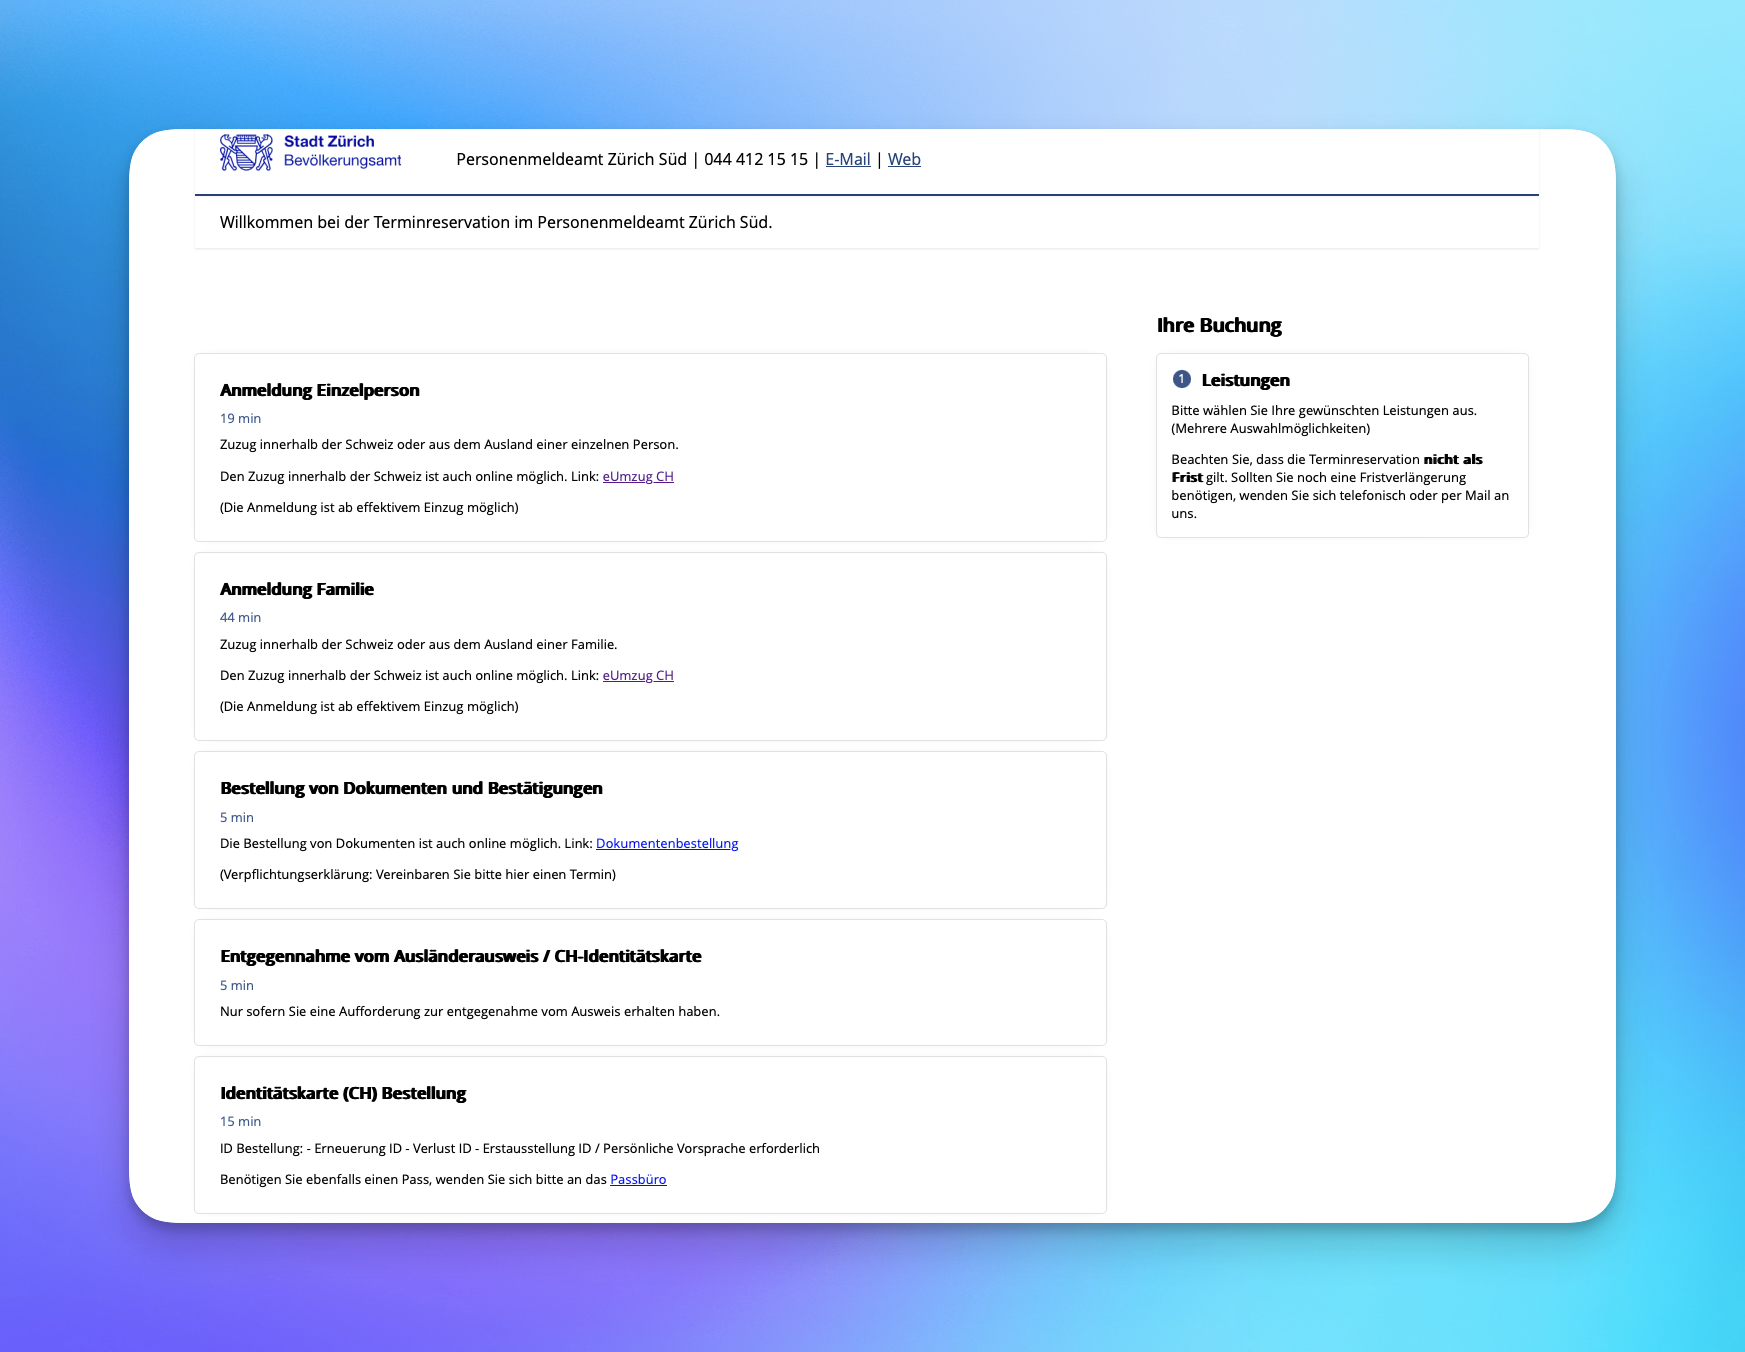 Stadt Zürich
Bevölkerungsamt
Personenmeldeamt Zürich Süd | 044 412 15 15 | E-Mail | Web
Willkommen bei der Terminreservation im Personenmeldeamt Zürich Süd.
Anmeldung Einzelperson
19 min
Zuzug innerhalb der Schweiz oder aus dem Ausland einer einzelnen Person.
Den Zuzug innerhalb der Schweiz ist auch online möglich. Link: eUmzug CH
(Die Anmeldung ist ab effektivem Einzug möglich)
Anmeldung Familie
44 min
Zuzug innerhalb der Schweiz oder aus dem Ausland einer Familie.
Den Zuzug innerhalb der Schweiz ist auch online möglich. Link: eUmzug CH
(Die Anmeldung ist ab effektivem Einzug möglich)
Bestellung von Dokumenten und Bestätigungen
5 min
Die Bestellung von Dokumenten ist auch online möglich. Link: Dokumentenbestellung
(Verpflichtungserklärung: Vereinbaren Sie bitte hier einen Termin)
Entgegennahme vom Ausländerausweis / CH-Identitätskarte
5 min
Nur sofern Sie eine Aufforderung zur entgegenahme vom Ausweis erhalten haben.
Identitätskarte (CH) Bestellung
15 min
ID Bestellung: - Erneuerung ID - Verlust ID - Erstausstellung ID / Persönliche Vorsprache erforderlich
Benötigen Sie ebenfalls einen Pass, wenden Sie sich bitte an das Passbüro
Ihre Buchung
1 Leistungen
Bitte wählen Sie Ihre gewünschten Leistungen aus.
(Mehrere Auswahlmöglichkeiten)
Beachten Sie, dass die Terminreservation nicht als
Frist gilt. Sollten Sie noch eine Fristverlängerung
benötigen, wenden Sie sich telefonisch oder per Mail an
uns.